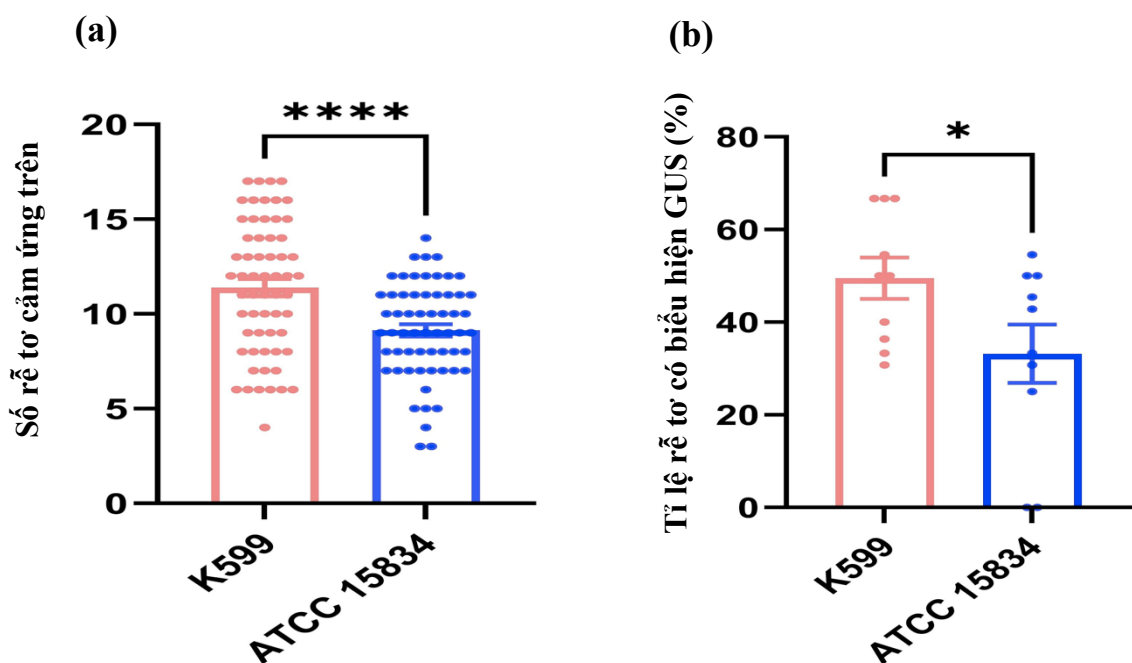 (a)
Số rễ tơ cảm ứng trên
20
15
10
5
0
****
K599
ATCC 15834
(b)
Tỉ lệ rễ tơ có biểu hiện GUS (%)
80
60
40
20
0
*
K599
ATCC 15834